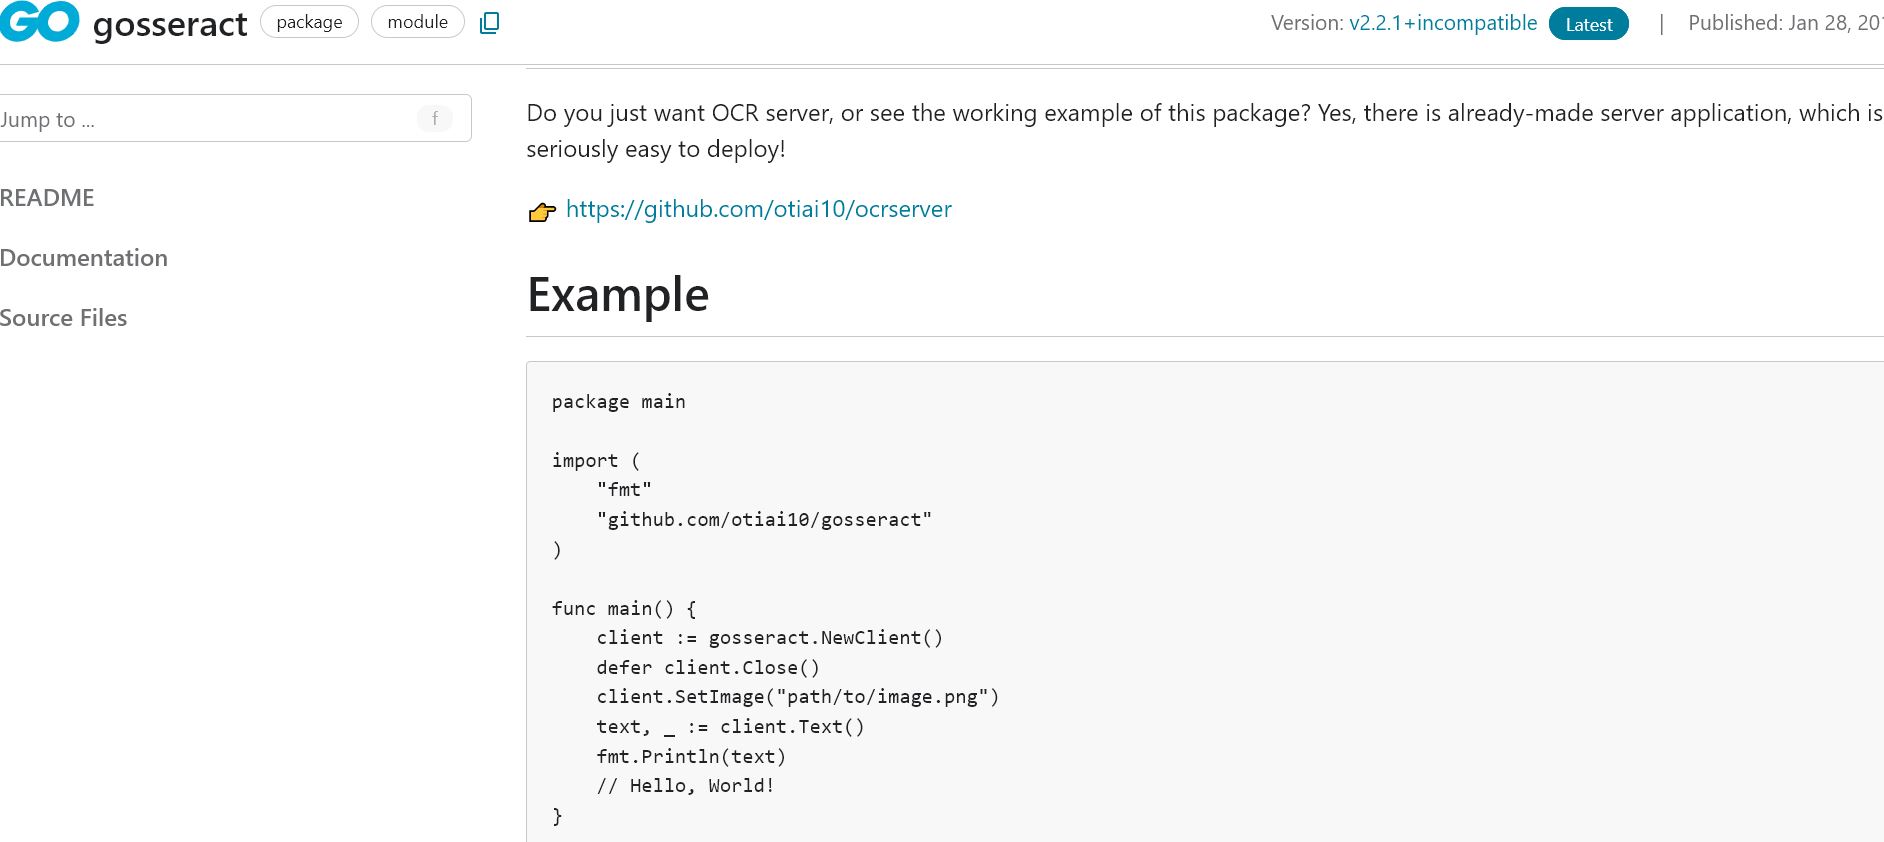 GO gosseract package module Version: v2.2.1+incompatible Latest | Published: Jan 28, 20
Jump to ... f
README
Documentation
Source Files
Do you just want OCR server, or see the working example of this package? Yes, there is already-made server application, which is
seriously easy to deploy!
👉 https://github.com/otiai10/ocrserver
Example
package main
import (
"fmt"
"github.com/otiai10/gosseract"
)
func main() {
client := gosseract.NewClient()
defer client.Close()
client.SetImage("path/to/image.png")
text, _ := client.Text()
fmt.Println(text)
// Hello, World!
}